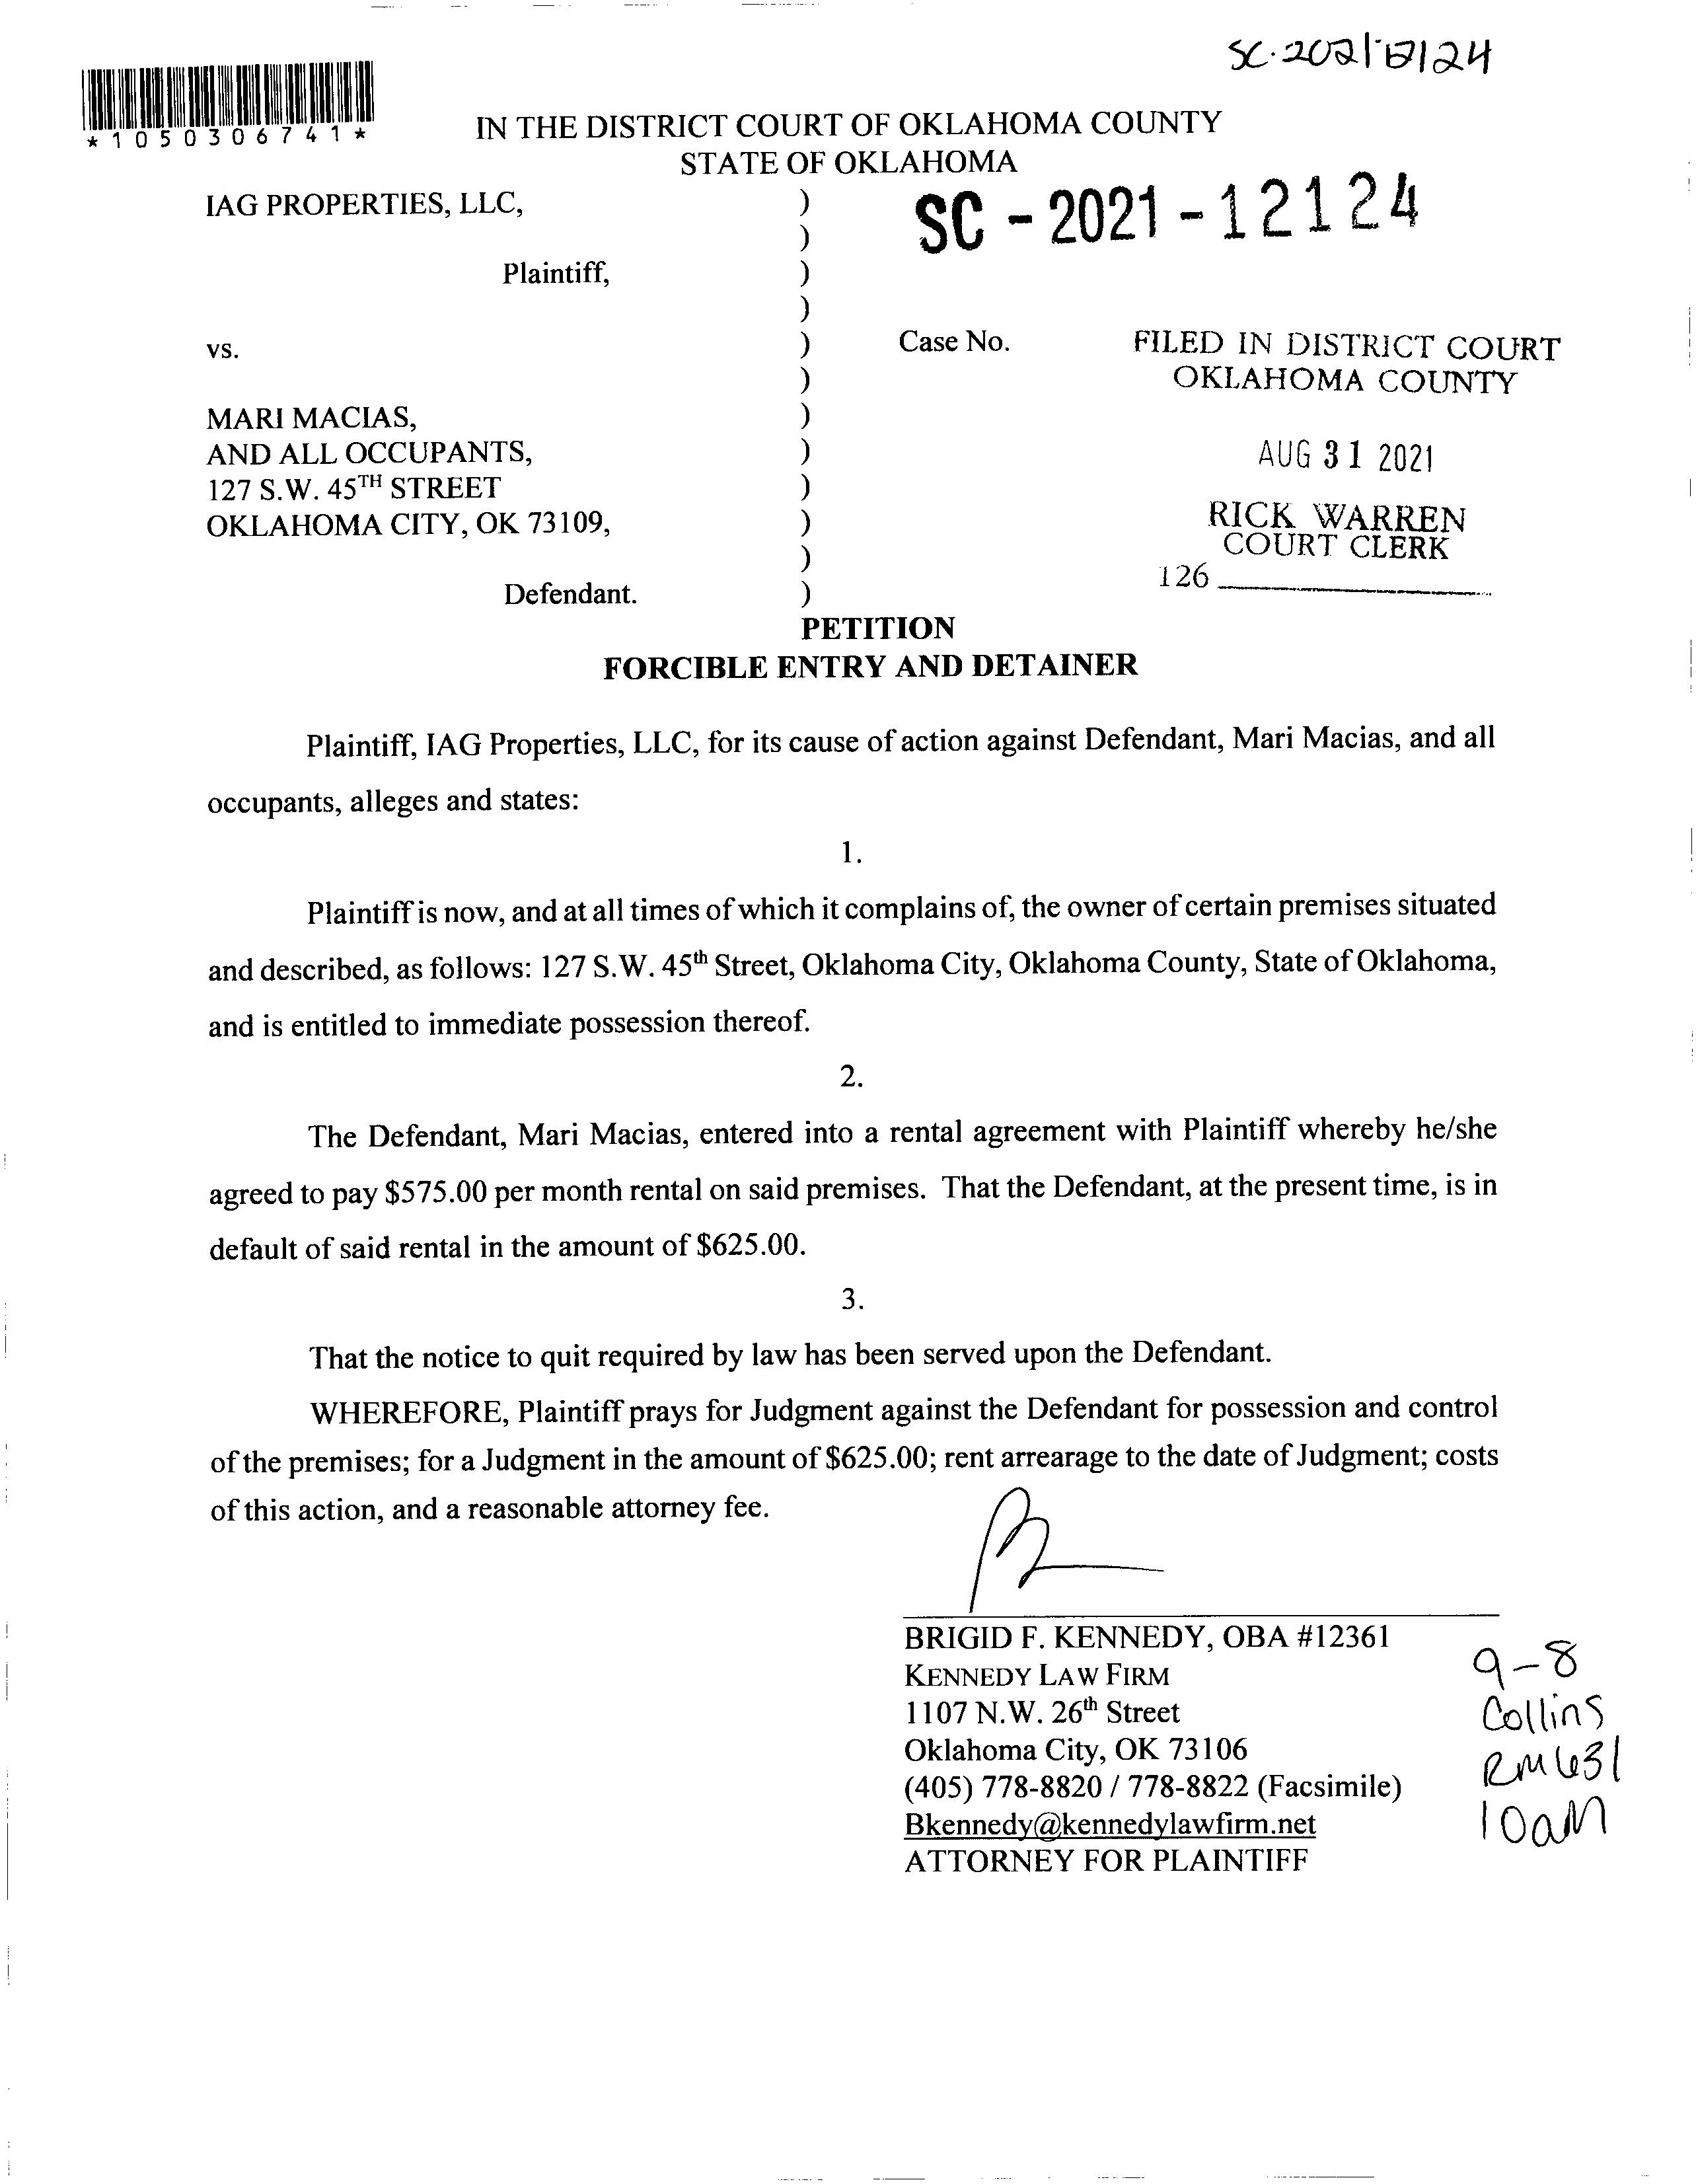 SC-2021-12124
*1050306741*
IN THE DISTRICT COURT OF OKLAHOMA COUNTY
STATE OF OKLAHOMA
IAG PROPERTIES, LLC, )
SC - 2021 - 12124
)
Plaintiff, )
)
vs. ) Case No.
FILED IN DISTRICT COURT
OKLAHOMA COUNTY
)
MARI MACIAS, )
AND ALL OCCUPANTS, )
AUG 31 2021
127 S.W. 45TH STREET )
OKLAHOMA CITY, OK 73109, )
RICK WARREN
COURT CLERK
)
126
Defendant. )
PETITION
FORCIBLE ENTRY AND DETAINER
Plaintiff, IAG Properties, LLC, for its cause of action against Defendant, Mari Macias, and all
occupants, alleges and states:
1.
Plaintiff is now, and at all times of which it complains of, the owner of certain premises situated
and described, as follows: 127 S.W. 45th Street, Oklahoma City, Oklahoma County, State of Oklahoma,
and is entitled to immediate possession thereof.
2.
The Defendant, Mari Macias, entered into a rental agreement with Plaintiff whereby he/she
agreed to pay $575.00 per month rental on said premises. That the Defendant, at the present time, is in
default of said rental in the amount of $625.00.
3.
That the notice to quit required by law has been served upon the Defendant.
WHEREFORE, Plaintiff prays for Judgment against the Defendant for possession and control
of the premises; for a Judgment in the amount of $625.00; rent arrearage to the date of Judgment; costs
of this action, and a reasonable attorney fee.
BRIGID F. KENNEDY, OBA #12361
KENNEDY LAW FIRM
1107 N.W. 26th Street
Oklahoma City, OK 73106
(405) 778-8820 / 778-8822 (Facsimile)
Bkennedy@kennedylawfirm.net
ATTORNEY FOR PLAINTIFF
9-8
Collins
RM 631
10am